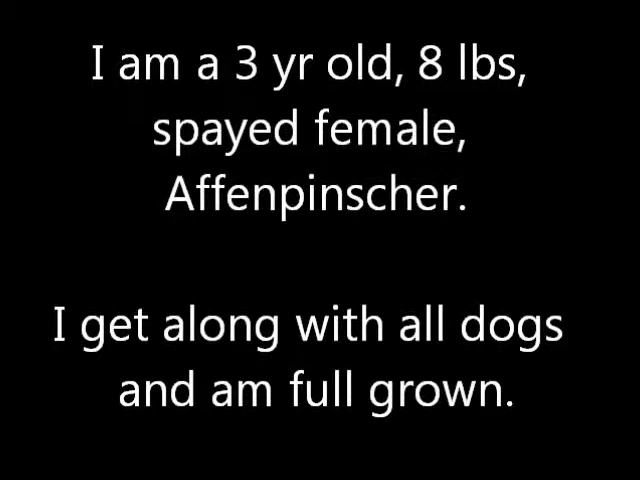 I am a 3 yr old, 8 lbs,
spayed female,
Affenpinscher.
I get along with all dogs
and am full grown.